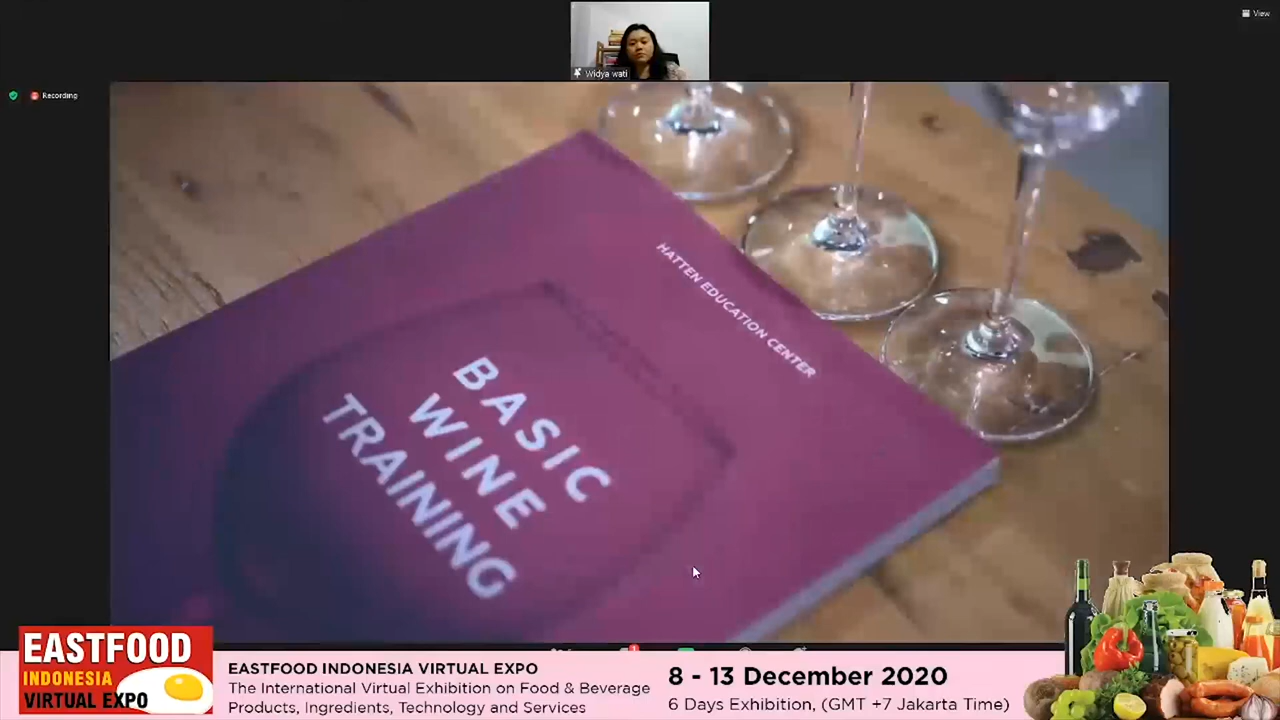 View
Widya wati
Recording
HATTEN EDUCATION CENTER
BASIC
WINE
TRAINING
EASTFOOD
INDONESIA
VIRTUAL EXPO
EASTFOOD INDONESIA VIRTUAL EXPO
The International Virtual Exhibition on Food & Beverage
Products, Ingredients, Technology and Services
8 - 13 December 2020
6 Days Exhibition, (GMT +7 Jakarta Time)